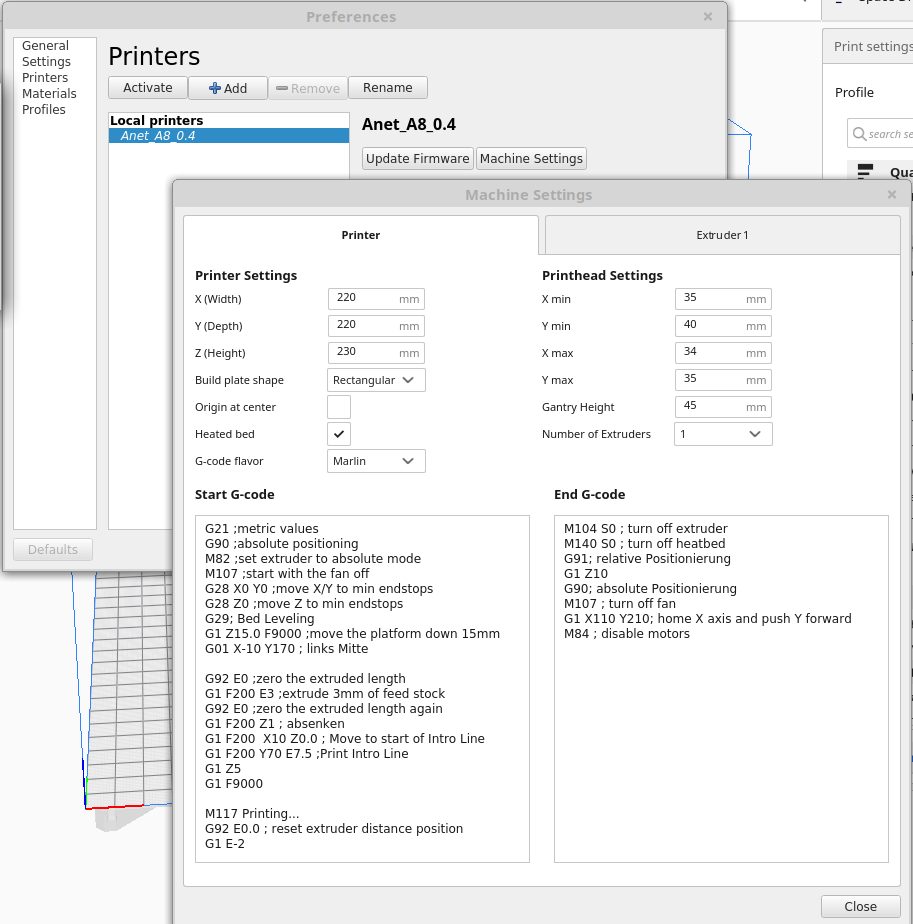 Preferences
×
General
Settings
Printers
Materials
Profiles
Printers
Activate
Add
Remove
Rename
Local printers
Anet_A8_0.4
Anet_A8_0.4
Update Firmware
Machine Settings
Defaults
Print settings
Profile
search se
Qua
Machine Settings
×
Printer
Extruder 1
Printer Settings
X (Width) 220 mm
Y (Depth) 220 mm
Z (Height) 230 mm
Build plate shape Rectangular
Origin at center
Heated bed
G-code flavor Marlin
Printhead Settings
X min 35 mm
Y min 40 mm
X max 34 mm
Y max 35 mm
Gantry Height 45 mm
Number of Extruders 1
Start G-code
G21 ;metric values
G90 ;absolute positioning
M82 ;set extruder to absolute mode
M107 ;start with the fan off
G28 X0 Y0 ;move X/Y to min endstops
G28 Z0 ;move Z to min endstops
G29; Bed Leveling
G1 Z15.0 F9000 ;move the platform down 15mm
G01 X-10 Y170 ; links Mitte
G92 E0 ;zero the extruded length
G1 F200 E3 ;extrude 3mm of feed stock
G92 E0 ;zero the extruded length again
G1 F200 Z1 ; absenken
G1 F200  X10 Z0.0 ; Move to start of Intro Line
G1 F200 Y70 E7.5 ;Print Intro Line
G1 Z5
G1 F9000
M117 Printing...
G92 E0.0 ; reset extruder distance position
G1 E-2
End G-code
M104 S0 ; turn off extruder
M140 S0 ; turn off heatbed
G91; relative Positionierung
G1 Z10
G90; absolute Positionierung
M107 ; turn off fan
G1 X110 Y210; home X axis and push Y forward
M84 ; disable motors
Close